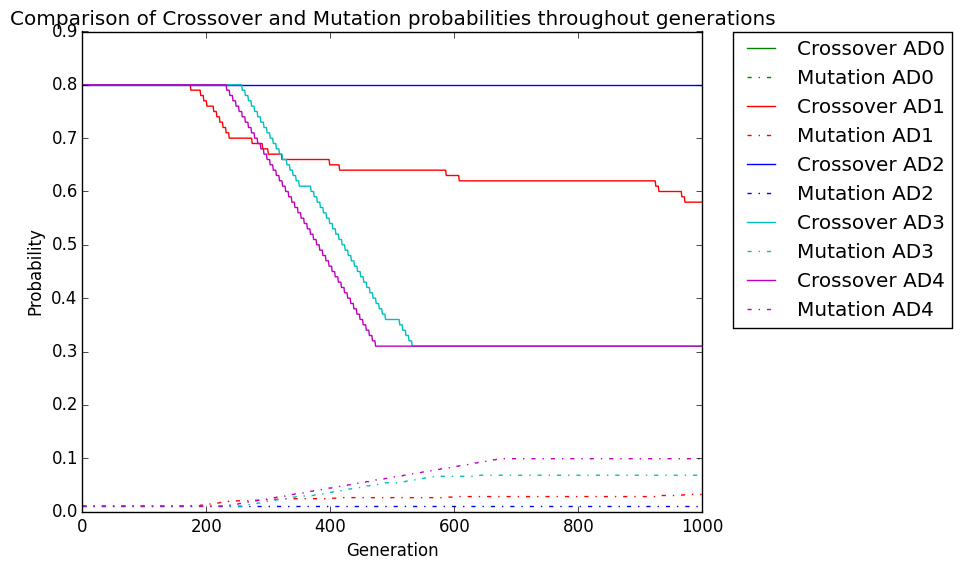 Comparison of Crossover and Mutation probabilities throughout generations
0.9
0.8
0.7
0.6
0.5
0.4
0.3
0.2
0.1
0.0
Probability
0
200
400
600
800
1000
Generation
Crossover AD0
Mutation AD0
Crossover AD1
Mutation AD1
Crossover AD2
Mutation AD2
Crossover AD3
Mutation AD3
Crossover AD4
Mutation AD4